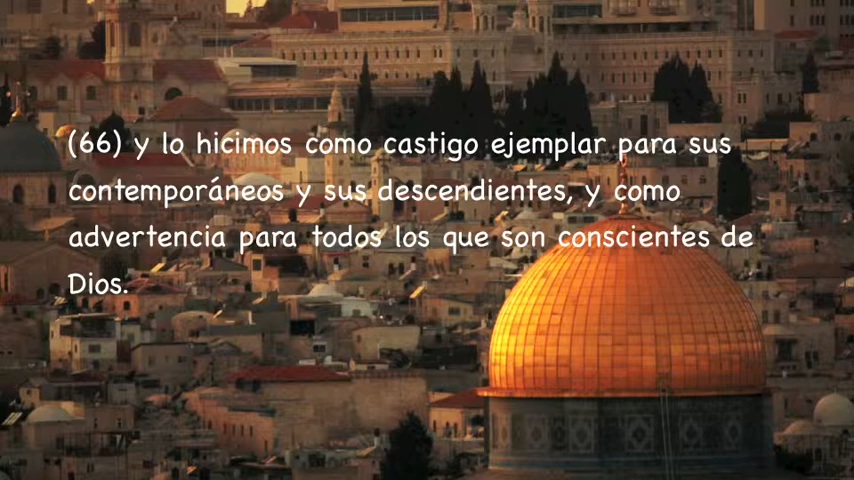 (66) y lo hicimos como castigo ejemplar para sus
contemporáneos y sus descendientes, y como
advertencia para todos los que son conscientes de
Dios.